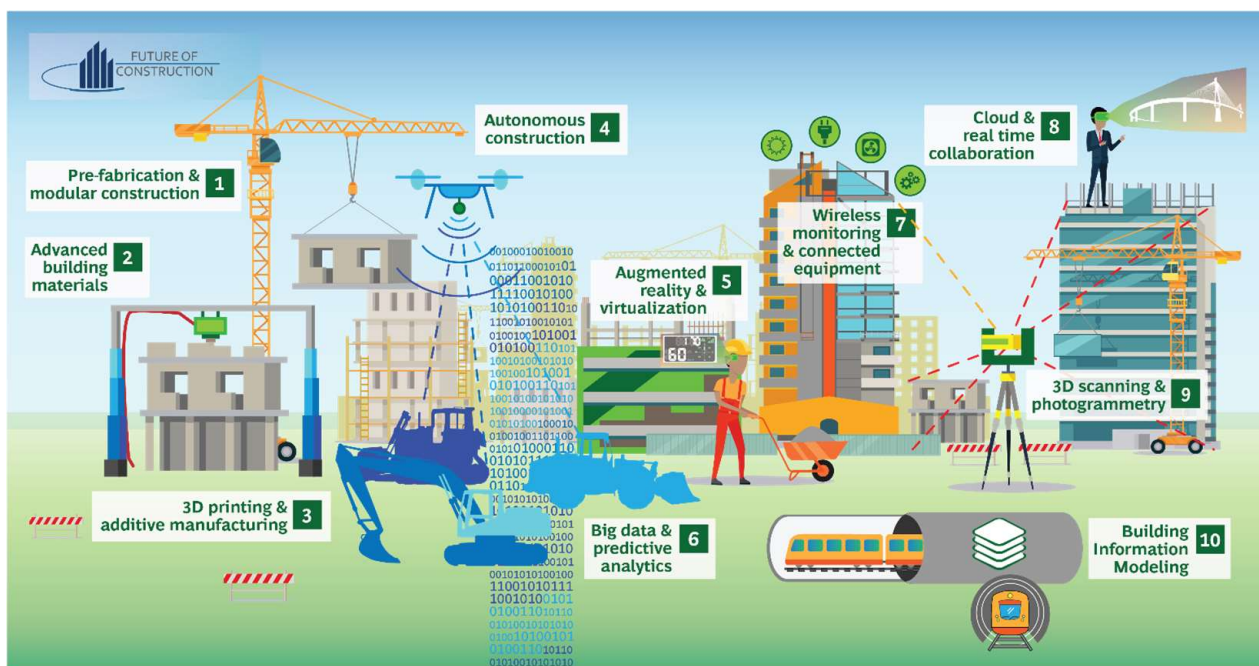 FUTURE OF
CONSTRUCTION
Pre-fabrication &
modular construction 1
Advanced
building
materials 2
3D printing &
additive manufacturing 3
Autonomous
construction 4
Augmented
reality &
virtualization 5
60
Big data &
predictive
analytics 6
Wireless
monitoring
& connected
equipment 7
Cloud &
real time
collaboration 8
3D scanning &
photogrammetry 9
Building
Information
Modeling 10